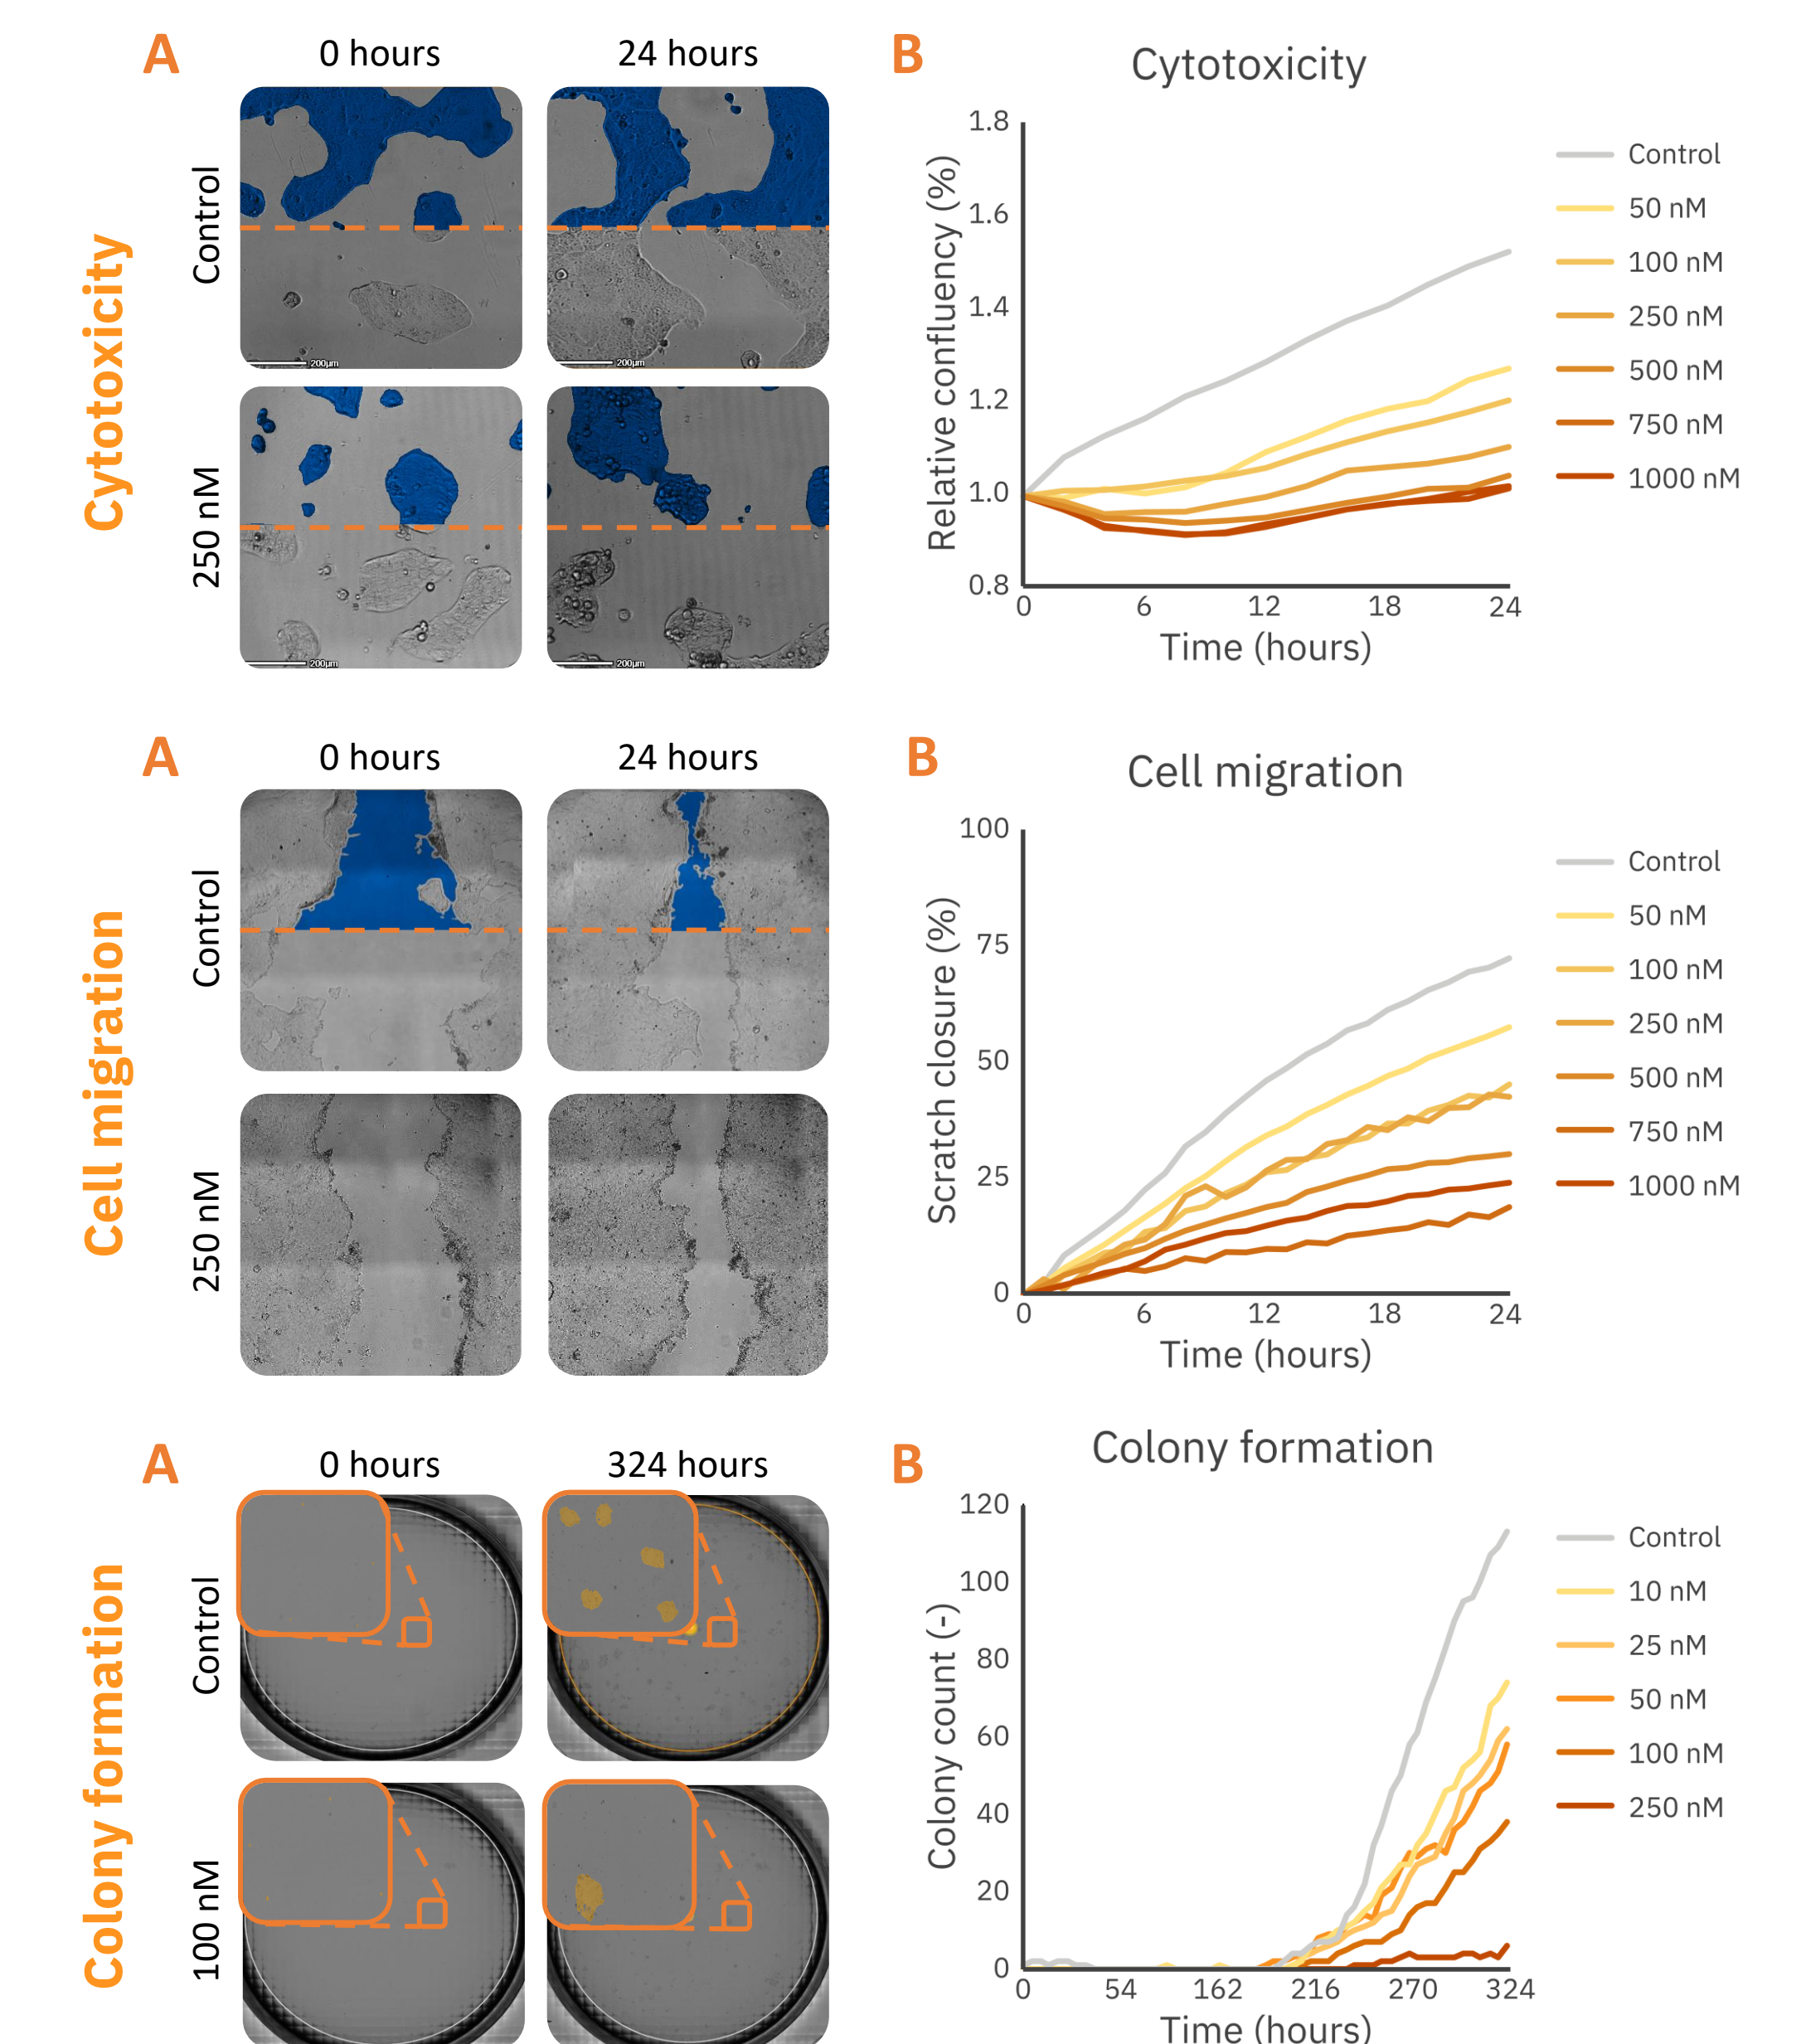 A
0 hours
24 hours
Cytotoxicity
Control
200µm
200µm
250 nM
200µm
200µm
B
Cytotoxicity
Relative confluency (%)
1.8
1.6
1.4
1.2
1.0
0.8
0
6
12
18
24
Time (hours)
Control
50 nM
100 nM
250 nM
500 nM
750 nM
1000 nM
A
0 hours
24 hours
Cell migration
Control
250 nM
B
Cell migration
Scratch closure (%)
100
75
50
25
0
0
6
12
18
24
Time (hours)
Control
50 nM
100 nM
250 nM
500 nM
750 nM
1000 nM
A
0 hours
324 hours
Colony formation
Control
100 nM
B
Colony formation
Colony count (-)
120
100
80
60
40
20
0
0
54
162
216
270
324
Time (hours)
Control
10 nM
25 nM
50 nM
100 nM
250 nM